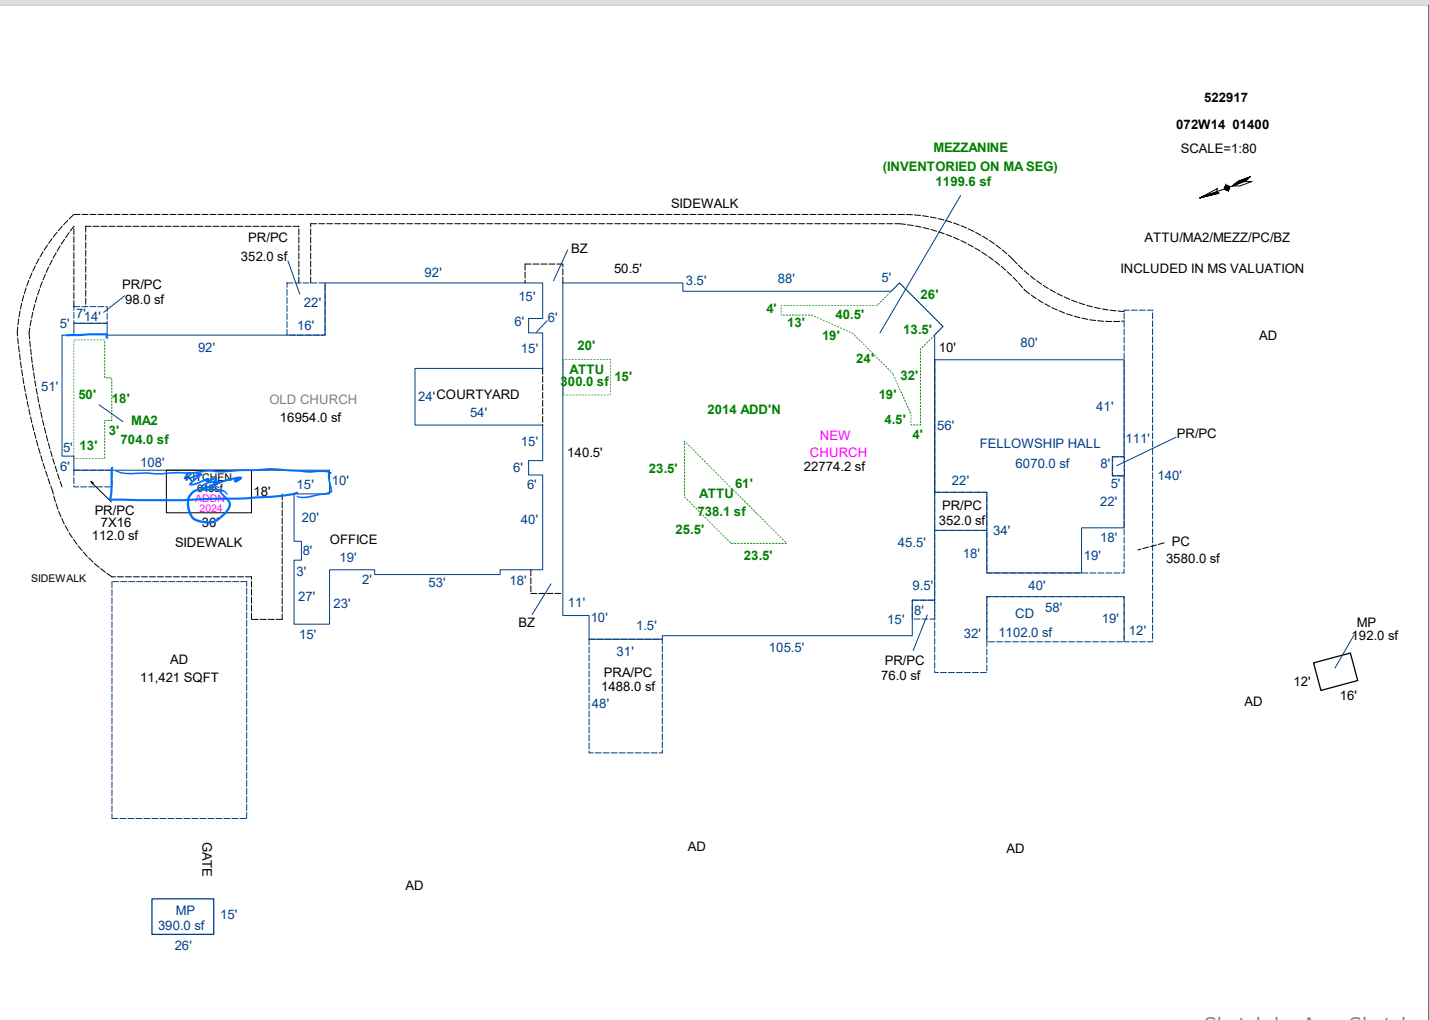 522917
072W14 01400
SCALE=1:80
MEZZANINE
(INVENTORIED ON MA SEG)
1199.6 sf
SIDEWALK
ATTU/MA2/MEZZ/PC/BZ
INCLUDED IN MS VALUATION
PR/PC
352.0 sf
BZ
92'
50.5'
3.5'
88'
5'
26'
PR/PC
98.0 sf
7'
14'
5'
22'
16'
15'
6'
6'
15'
4'
13'
40.5'
19'
13.5'
10'
80'
AD
92'
20'
ATTU
300.0 sf
15'
24'
32'
19'
4.5'
4'
51'
50'
18'
MA2
704.0 sf
3'
13'
5'
6'
OLD CHURCH
16954.0 sf
24'
COURTYARD
54'
2014 ADD'N
NEW
CHURCH
22774.2 sf
56'
41'
FELLOWSHIP HALL
6070.0 sf
111'
PR/PC
8'
5'
140'
22'
15'
6'
6'
40'
140.5'
23.5'
61'
ATTU
738.1 sf
25.5'
23.5'
22'
PR/PC
352.0 sf
34'
18'
18'
19'
PC
3580.0 sf
45.5'
108'
KITCHEN
ADDN
2024
18'
36'
15'
10'
PR/PC
7X16
112.0 sf
SIDEWALK
SIDEWALK
20'
8'
3'
27'
15'
OFFICE
19'
2'
23'
53'
18'
BZ
11'
10'
1.5'
31'
PRA/PC
1488.0 sf
48'
105.5'
9.5'
8'
15'
PR/PC
76.0 sf
32'
40'
58'
CD
1102.0 sf
19'
12'
MP
192.0 sf
12'
16'
AD
AD
11,421 SQFT
GATE
AD
AD
AD
MP
390.0 sf
15'
26'